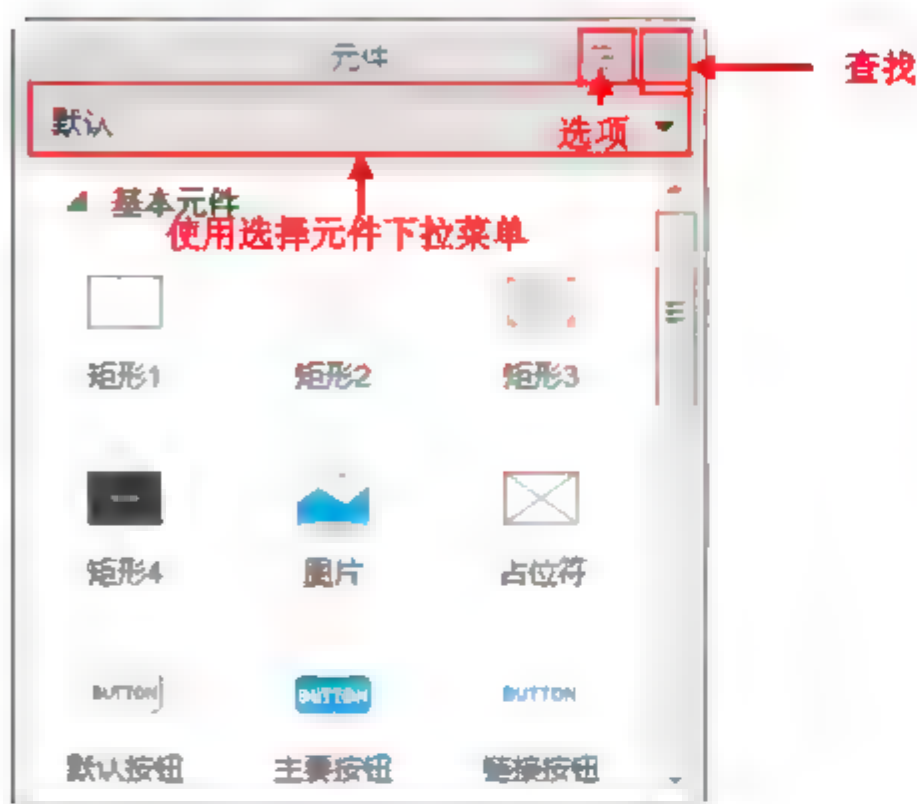 元件
查找
默认
选项
基本元件
使用选择元件下拉菜单
矩形1
矩形2
矩形3
矩形4
图片
占位符
BUTTON
BUTTON
BUTTON
默认按钮
主要按钮
链接按钮